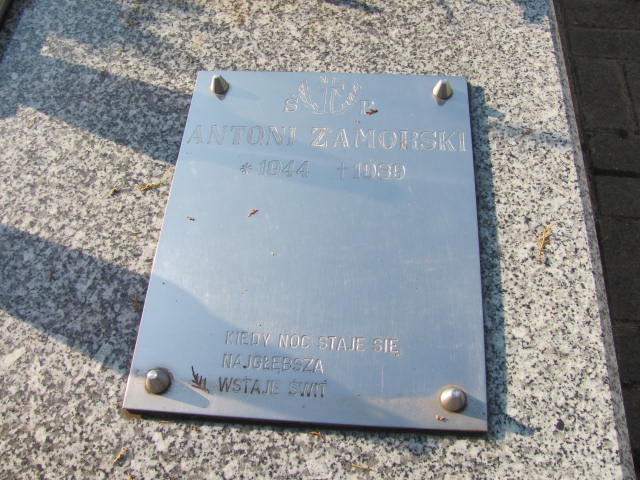 S P
ANTONI ZAMORSKI
* 1944 † 1989
KIEDY NOC STAJE SIĘ
NAJGŁĘBSZA
WSTAJE ŚWIT